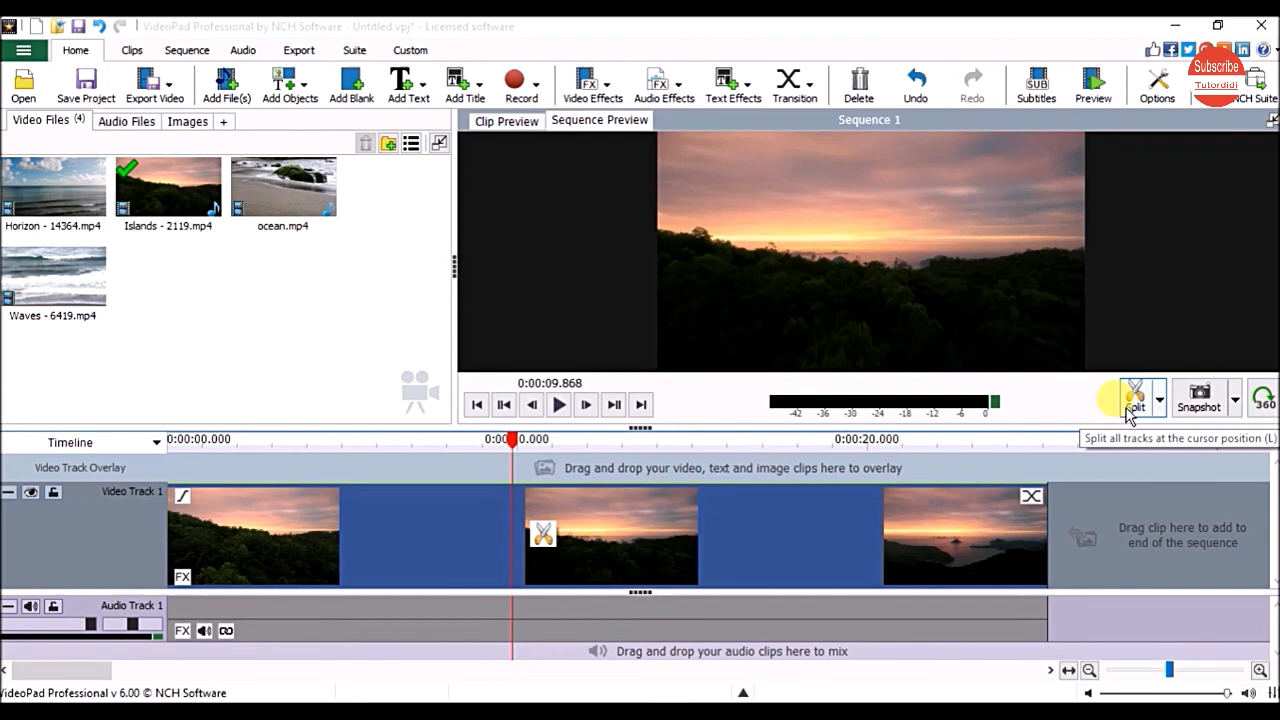 VideoPad Professional by NCH Software - Untitled.vpj* - Licensed software
Home Clips Sequence Audio Export Suite Custom
Subscribe
Tutordidi
Open Save Project Export Video Add File(s) Add Objects Add Blank Add Text Add Title Record Video Effects Audio Effects Text Effects Transition Delete Undo Redo Subtitles Preview Options NCH Suite
FX FX T SUB
Video Files (4) Audio Files Images +
Clip Preview Sequence Preview Sequence 1
Horizon - 14364.mp4 Islands - 2119.mp4 ocean.mp4
Waves - 6419.mp4
0:00:09.868
-42 -36 -30 -24 -18 -12 -6 0
Split Snapshot 360
Split all tracks at the cursor position (L)
Timeline 0:00:00.000 0:00:10.000 0:00:20.000
Video Track Overlay Drag and drop your video, text and image clips here to overlay
Video Track 1
Drag clip here to add to
end of the sequence
FX
Audio Track 1
FX
Drag and drop your audio clips here to mix
VideoPad Professional v 6.00 © NCH Software